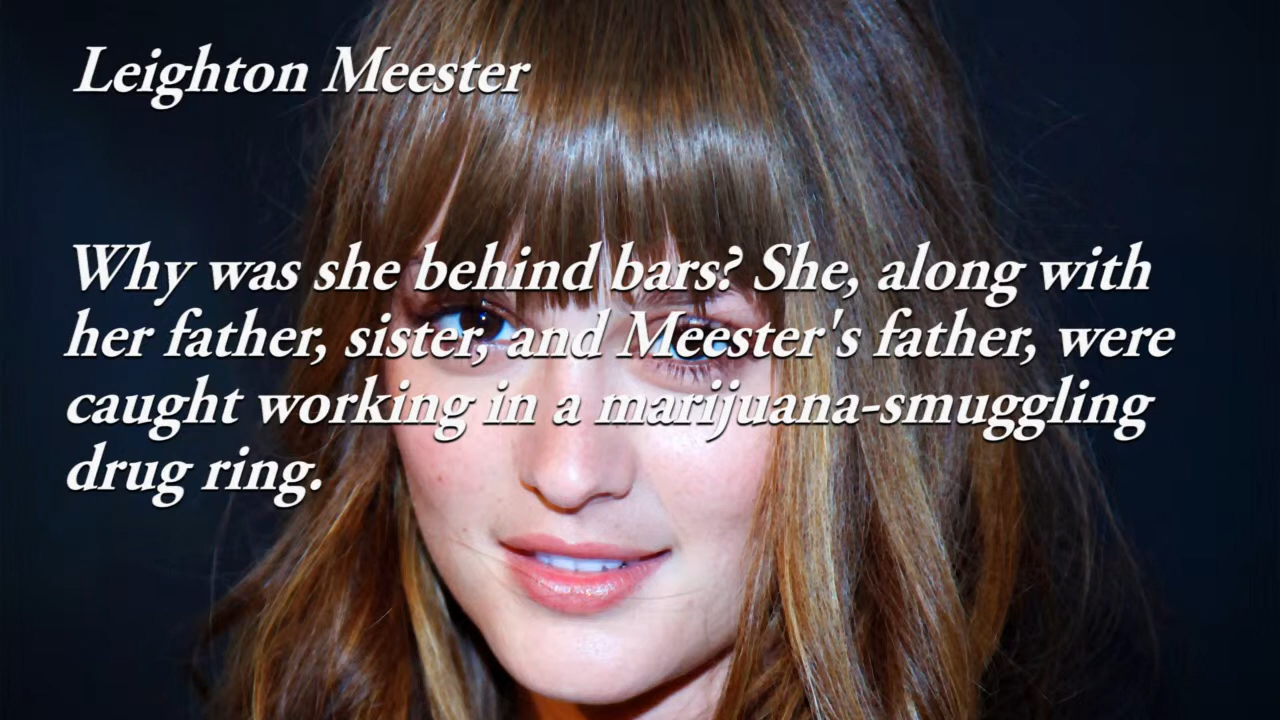 Leighton Meester
Why was she behind bars? She, along with
her father, sister, and Meester's father, were
caught working in a marijuana-smuggling
drug ring.